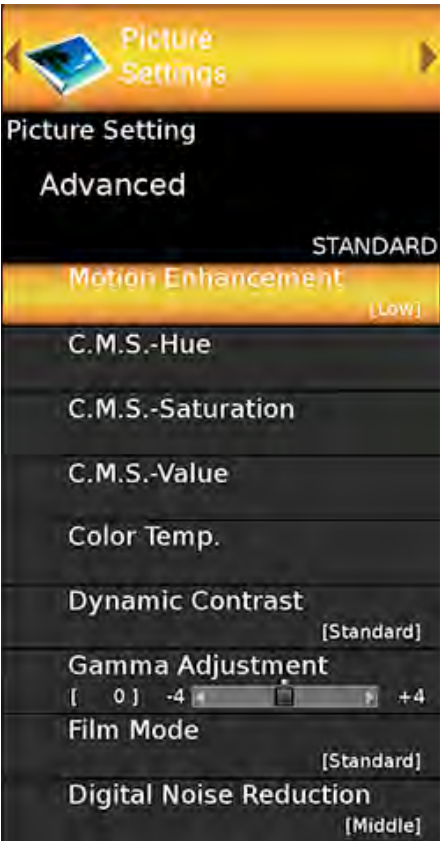 Picture
Settings
Picture Setting
Advanced
STANDARD
Motion Enhancement
[Low]
C.M.S.-Hue
C.M.S.-Saturation
C.M.S.-Value
Color Temp.
Dynamic Contrast
[Standard]
Gamma Adjustment
[ 0 ] -4 +4
Film Mode
[Standard]
Digital Noise Reduction
[Middle]